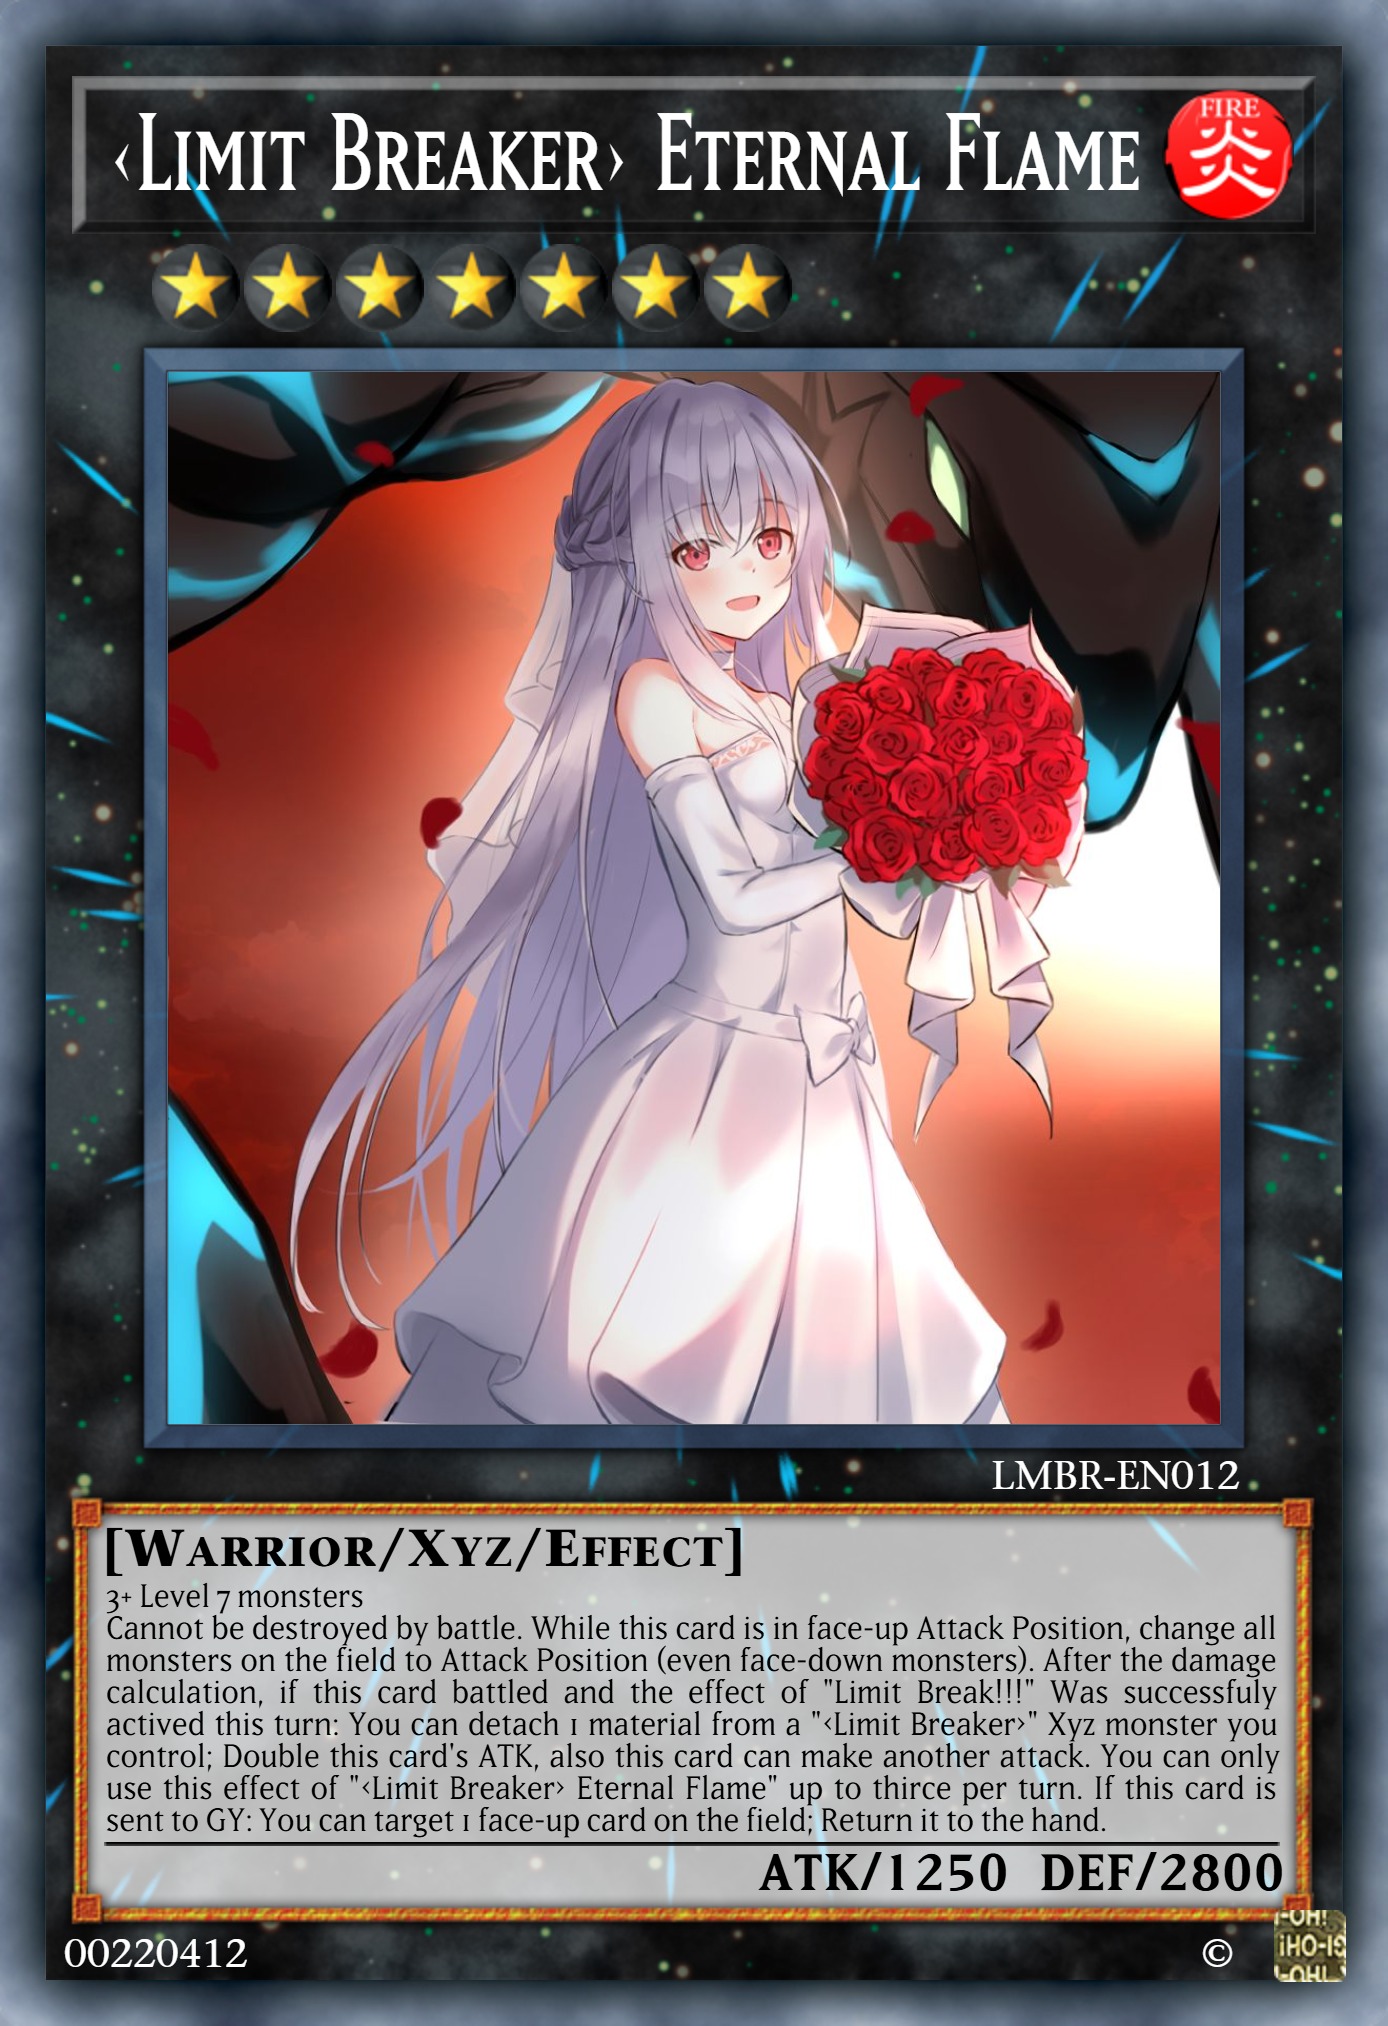 ‹Limit Breaker› Eternal Flame
FIRE
炎
LMBR-EN012
[Warrior/Xyz/Effect]
3+ Level 7 monsters
Cannot be destroyed by battle. While this card is in face-up Attack Position, change all
monsters on the field to Attack Position (even face-down monsters). After the damage
calculation, if this card battled and the effect of "Limit Break!!!" Was successfuly
actived this turn: You can detach 1 material from a "‹Limit Breaker›" Xyz monster you
control; Double this card's ATK, also this card can make another attack. You can only
use this effect of "‹Limit Breaker› Eternal Flame" up to thirce per turn. If this card is
sent to GY: You can target 1 face-up card on the field; Return it to the hand.
ATK/1250 DEF/2800
00220412
©